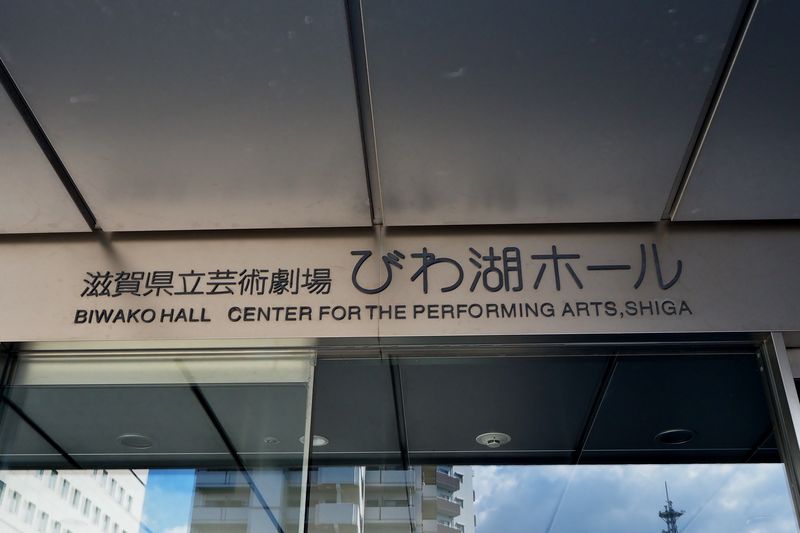 滋賀県立芸術劇場 びわ湖ホール
BIWAKO HALL CENTER FOR THE PERFORMING ARTS,SHIGA